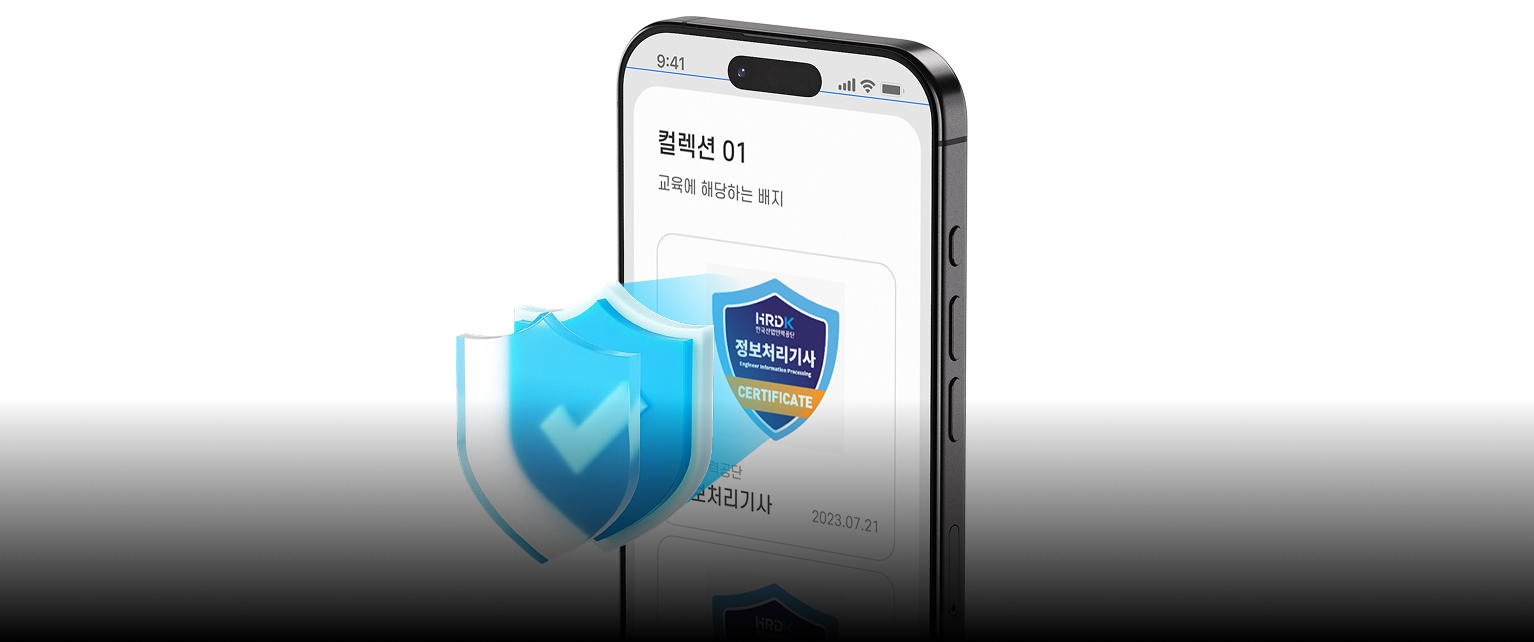 9:41
컬렉션 01
교육에 해당하는 배지
HRDK
한국산업인력공단
정보처리기사
Engineer Information Processing
CERTIFICATE
력공단
보처리기사
2023.07.21
HRDK